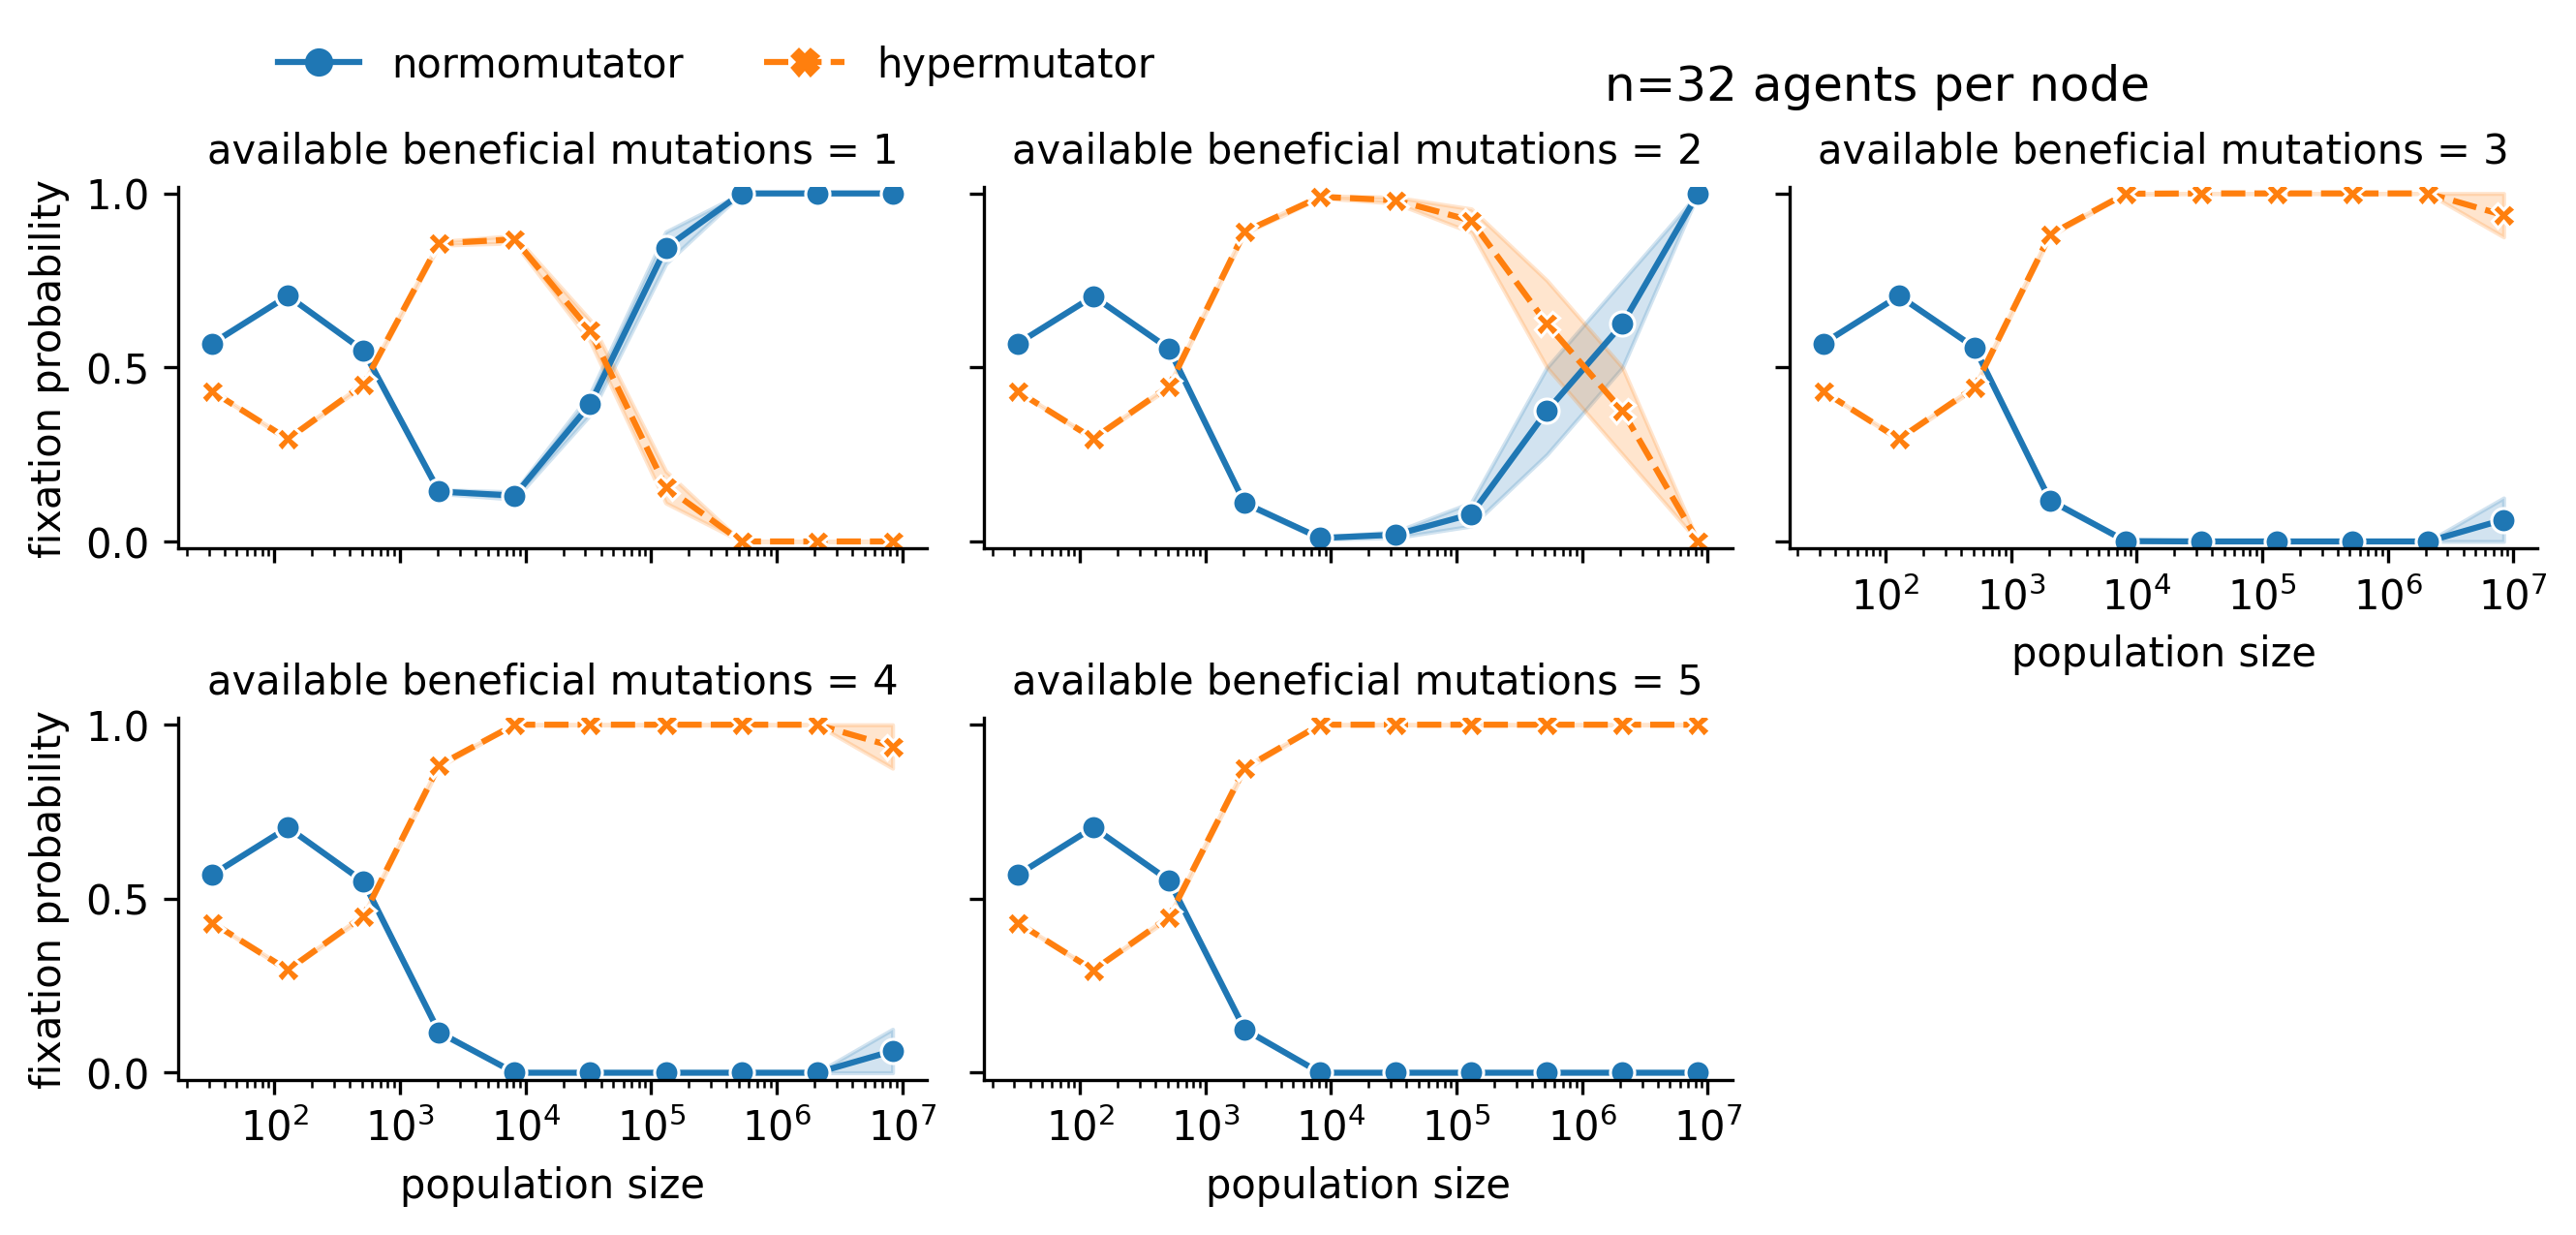 normomutator
hypermutator
n=32 agents per node
available beneficial mutations = 1
available beneficial mutations = 2
available beneficial mutations = 3
fixation probability
1.0
0.5
0.0
10² 10³ 10⁴ 10⁵ 10⁶ 10⁷
population size
available beneficial mutations = 4
available beneficial mutations = 5
fixation probability
1.0
0.5
0.0
10² 10³ 10⁴ 10⁵ 10⁶ 10⁷
10² 10³ 10⁴ 10⁵ 10⁶ 10⁷
population size
population size